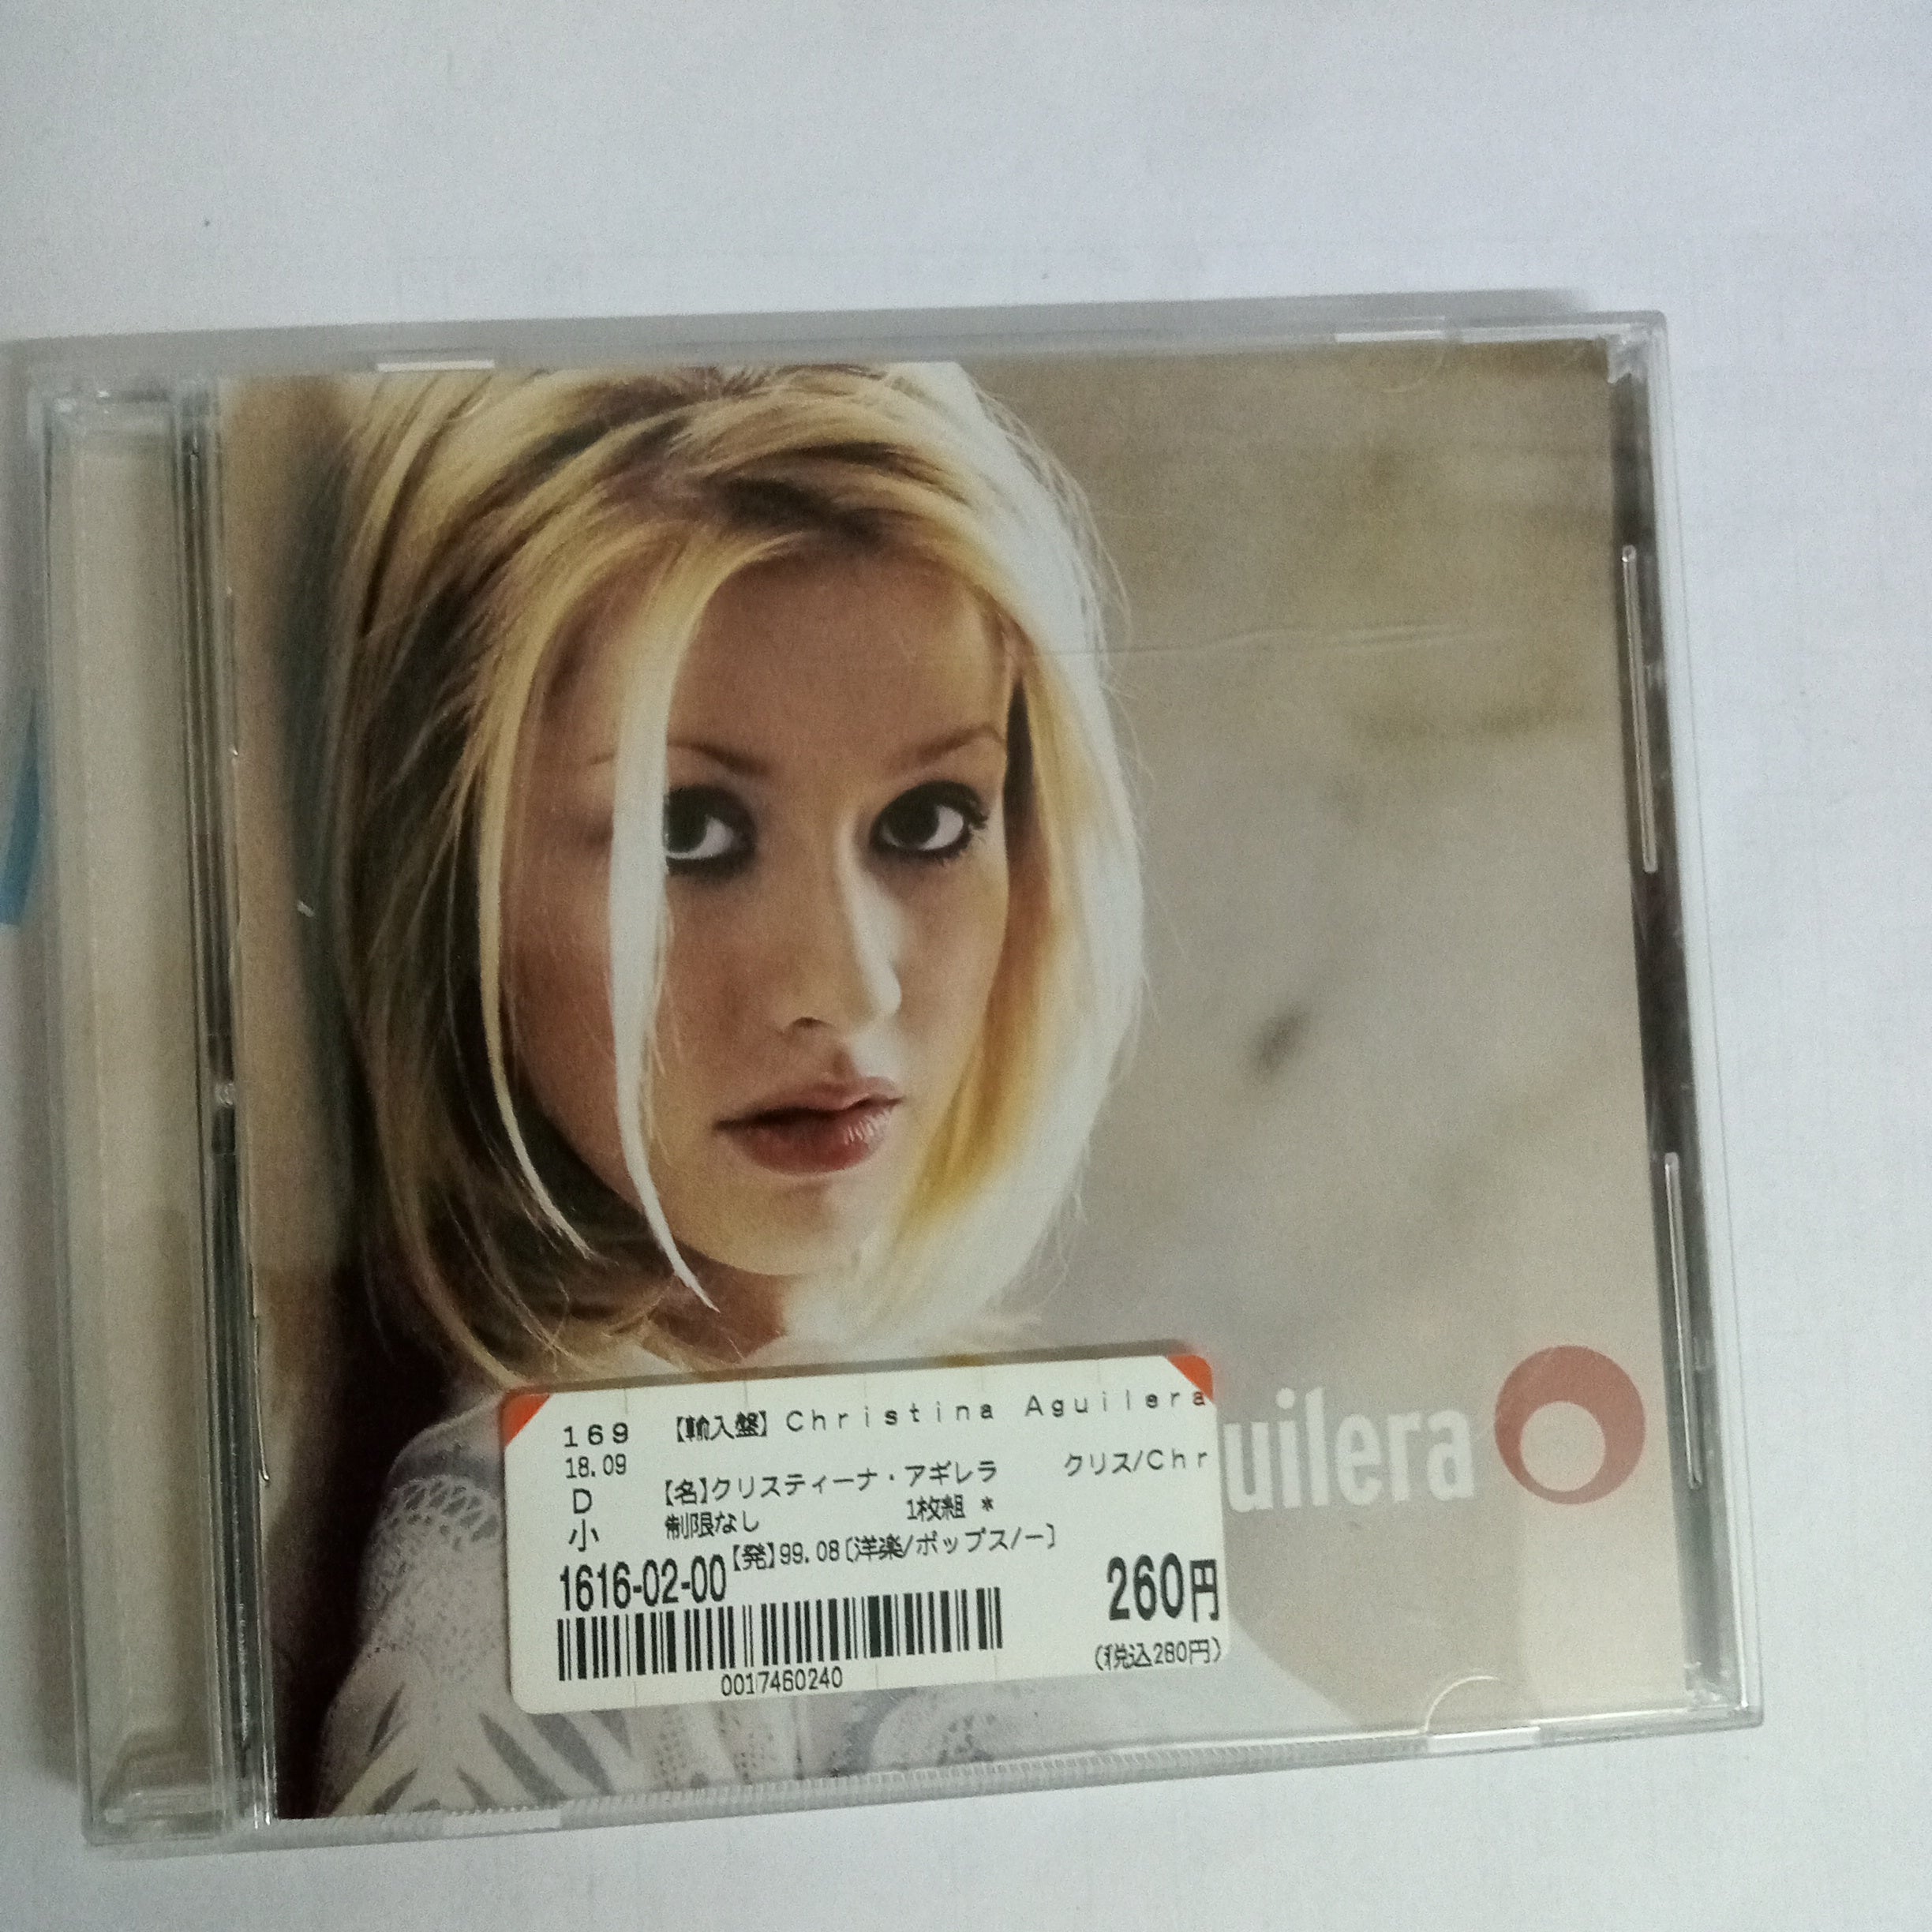 169 【輸入盤】Christina Aguilera
18.09
D 【名】クリスティーナ・アギレラ クリス/Chr
小 制限なし 1枚組 *
1616-02-00 【発】99.08〔洋楽/ポップス/ー〕
260円
0017460240 (税込280円)
uilera